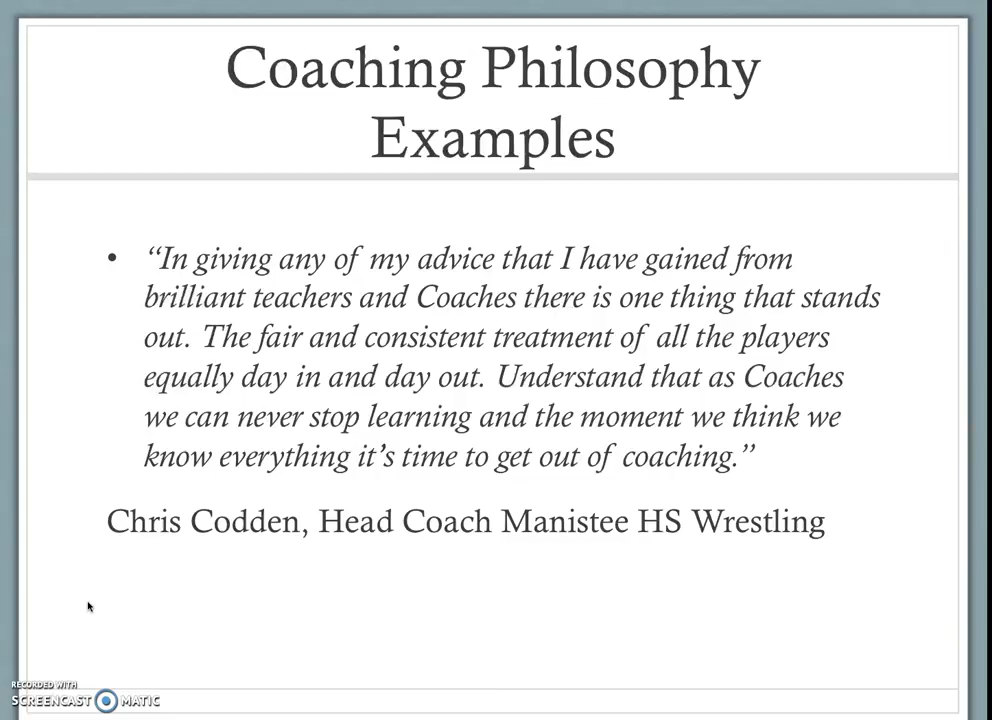 Coaching Philosophy
Examples
• “In giving any of my advice that I have gained from
brilliant teachers and Coaches there is one thing that stands
out. The fair and consistent treatment of all the players
equally day in and day out. Understand that as Coaches
we can never stop learning and the moment we think we
know everything it’s time to get out of coaching.”
Chris Codden, Head Coach Manistee HS Wrestling
RECORDED WITH
SCREENCAST MATIC